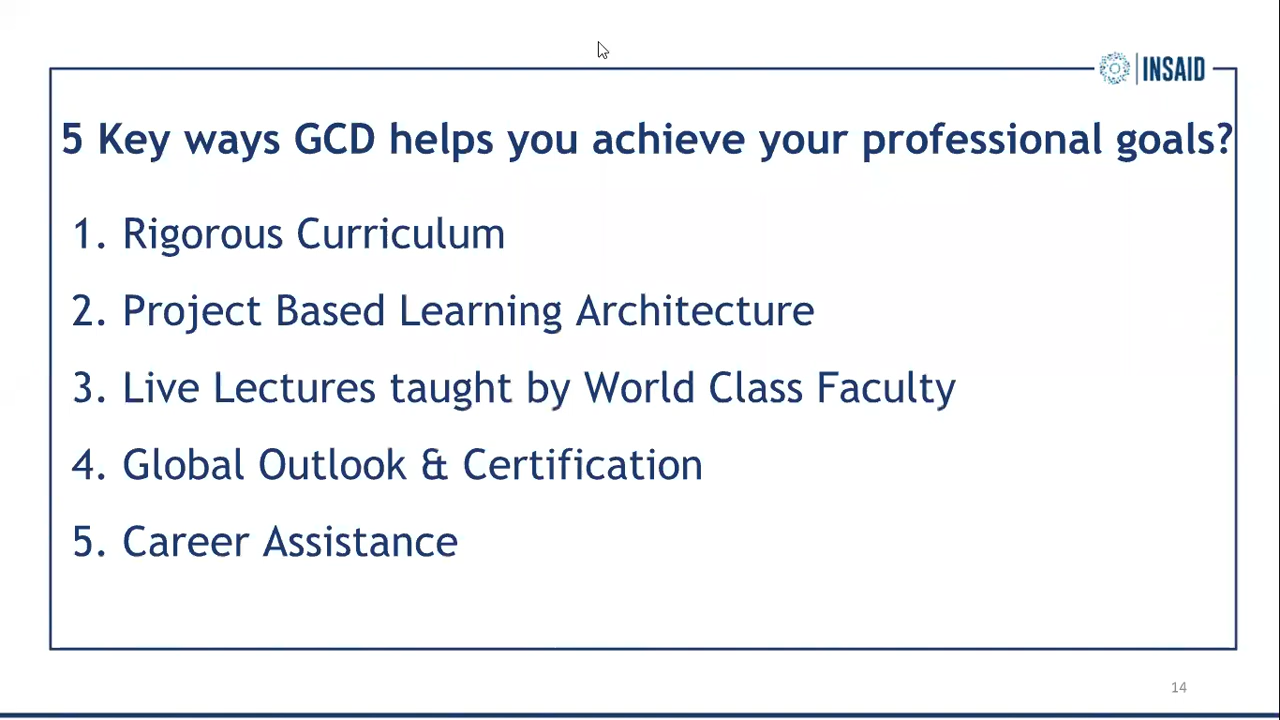 INSAID
5 Key ways GCD helps you achieve your professional goals?
1. Rigorous Curriculum
2. Project Based Learning Architecture
3. Live Lectures taught by World Class Faculty
4. Global Outlook & Certification
5. Career Assistance
14